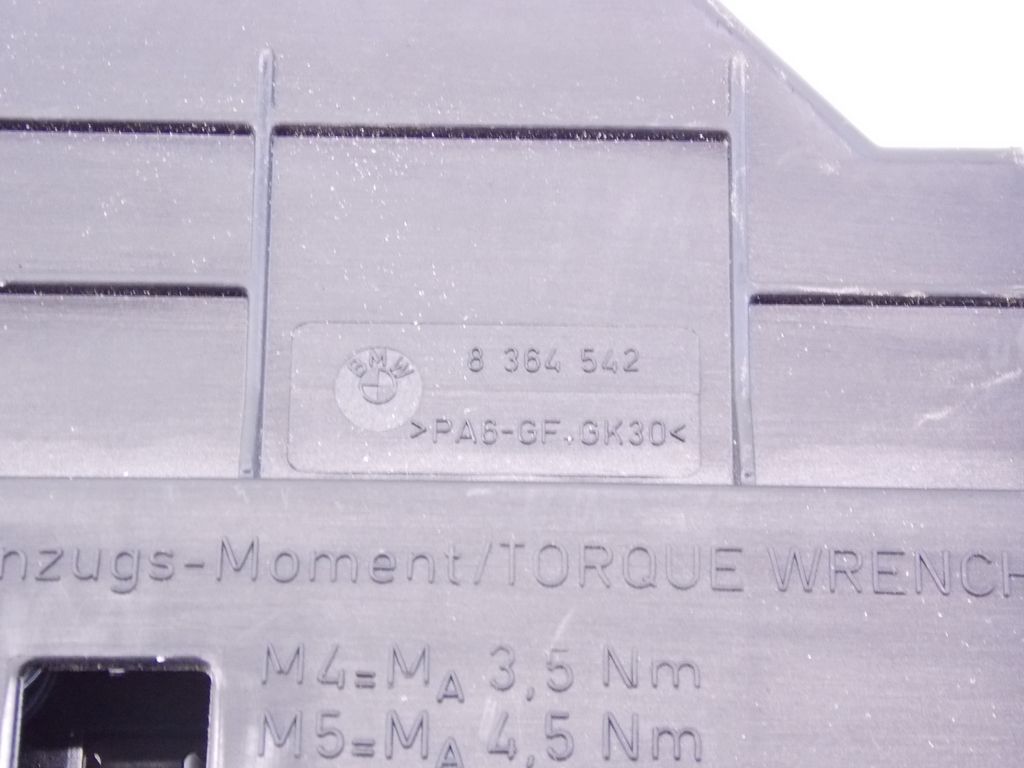 BMW
8 364 542
>PA6-GF.GK30<
nzugs-Moment/TORQUE WRENCH
M4=MA 3,5 Nm
M5=MA 4,5 Nm